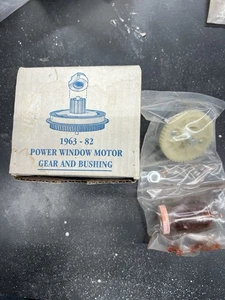 1963 - 82
POWER WINDOW MOTOR
GEAR AND BUSHING